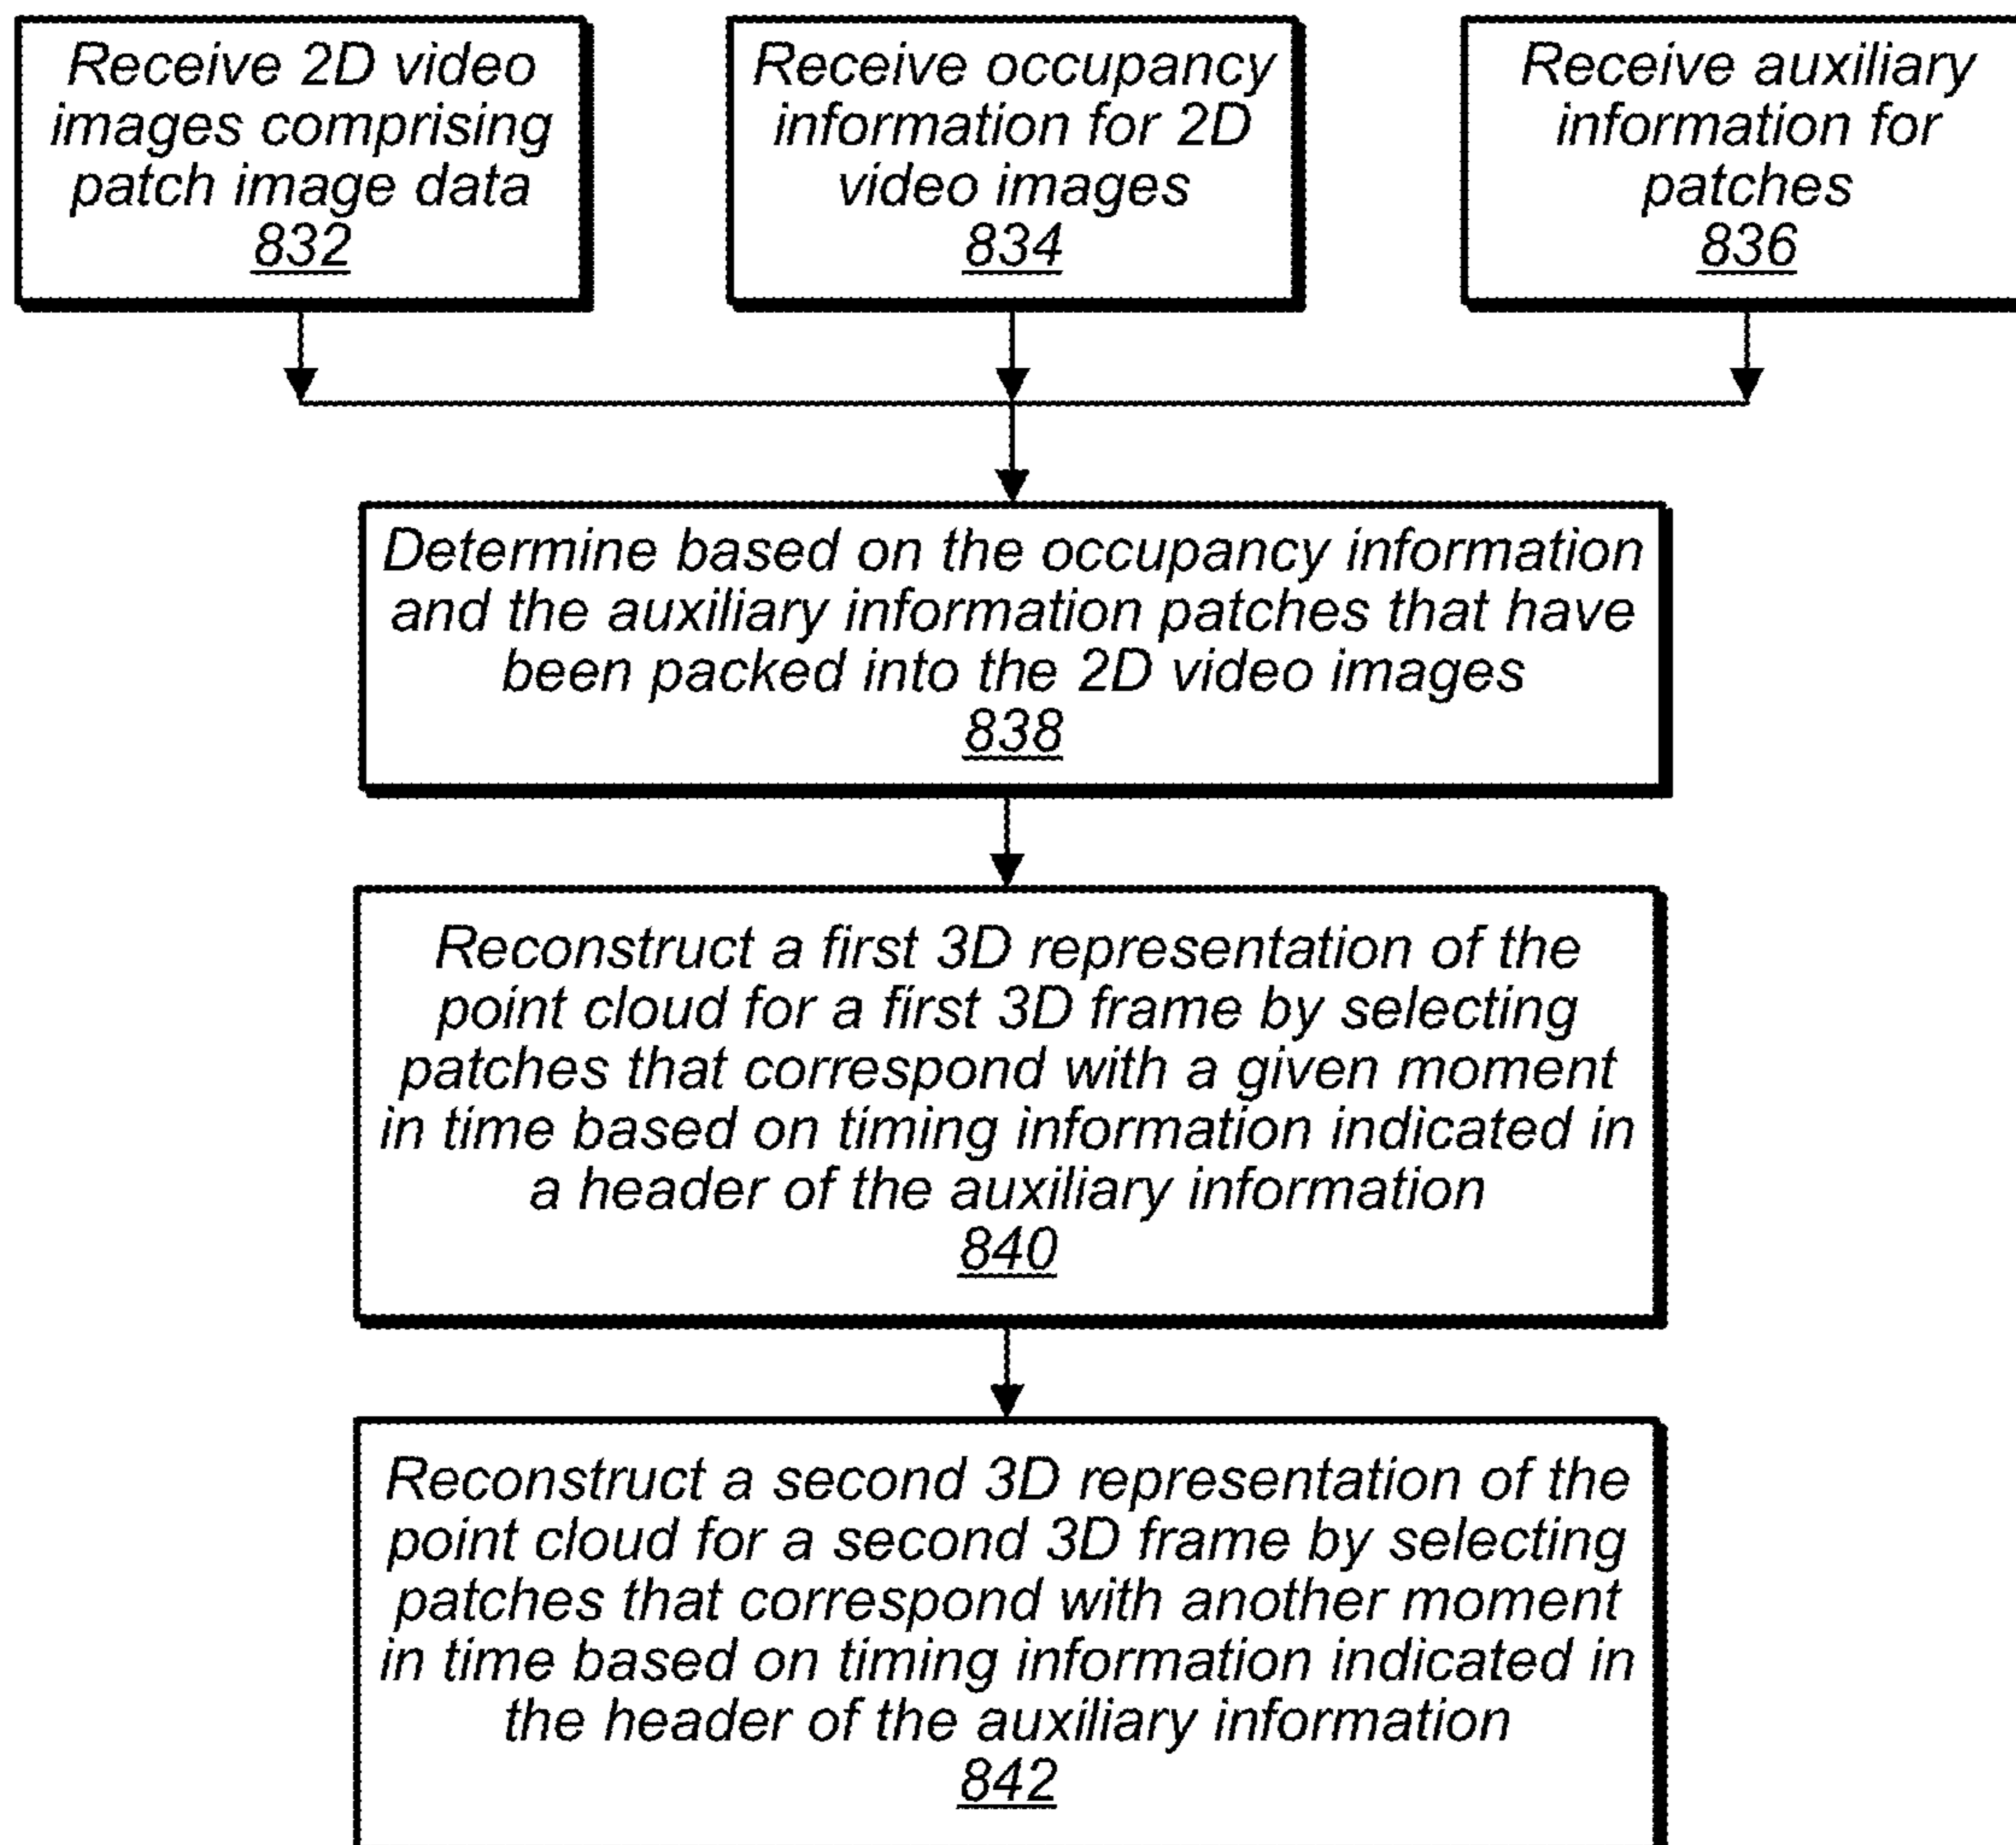 Receive 2D video
images comprising
patch image data
832
Receive occupancy
information for 2D
video images
834
Receive auxiliary
information for
patches
836
Determine based on the occupancy information
and the auxiliary information patches that have
been packed into the 2D video images
838
Reconstruct a first 3D representation of the
point cloud for a first 3D frame by selecting
patches that correspond with a given moment
in time based on timing information indicated in
a header of the auxiliary information
840
Reconstruct a second 3D representation of the
point cloud for a second 3D frame by selecting
patches that correspond with another moment
in time based on timing information indicated in
the header of the auxiliary information
842